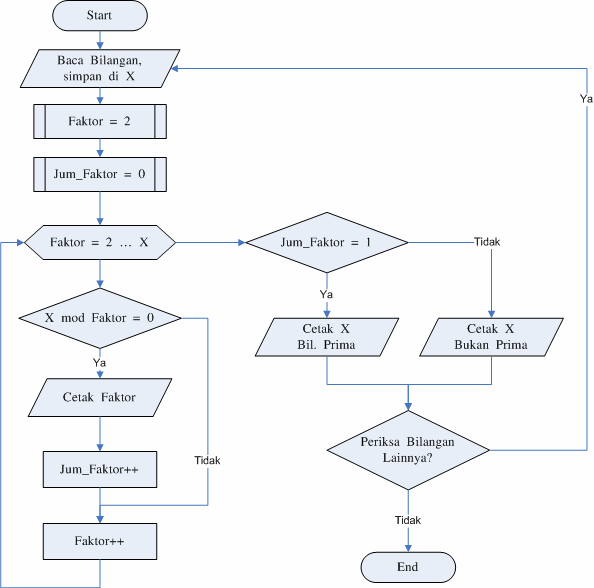 Start
Baca Bilangan,
simpan di X
Ya
Faktor = 2
Jum_Faktor = 0
Faktor = 2 ... X
Jum_Faktor = 1
Tidak
Ya
X mod Faktor = 0
Cetak X
Bil. Prima
Cetak X
Bukan Prima
Ya
Cetak Faktor
Periksa Bilangan
Lainnya?
Jum_Faktor++
Tidak
Tidak
Faktor++
End